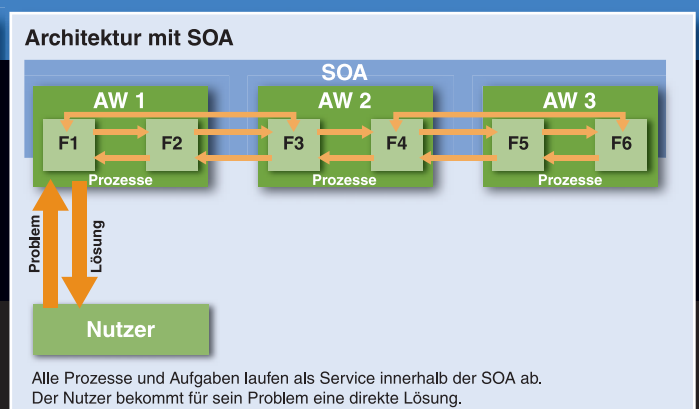 Architektur mit SOA
SOA
AW 1 AW 2 AW 3
F1 F2 F3 F4 F5 F6
Prozesse Prozesse Prozesse
Problem
Lösung
Nutzer
Alle Prozesse und Aufgaben laufen als Service innerhalb der SOA ab.
Der Nutzer bekommt für sein Problem eine direkte Lösung.